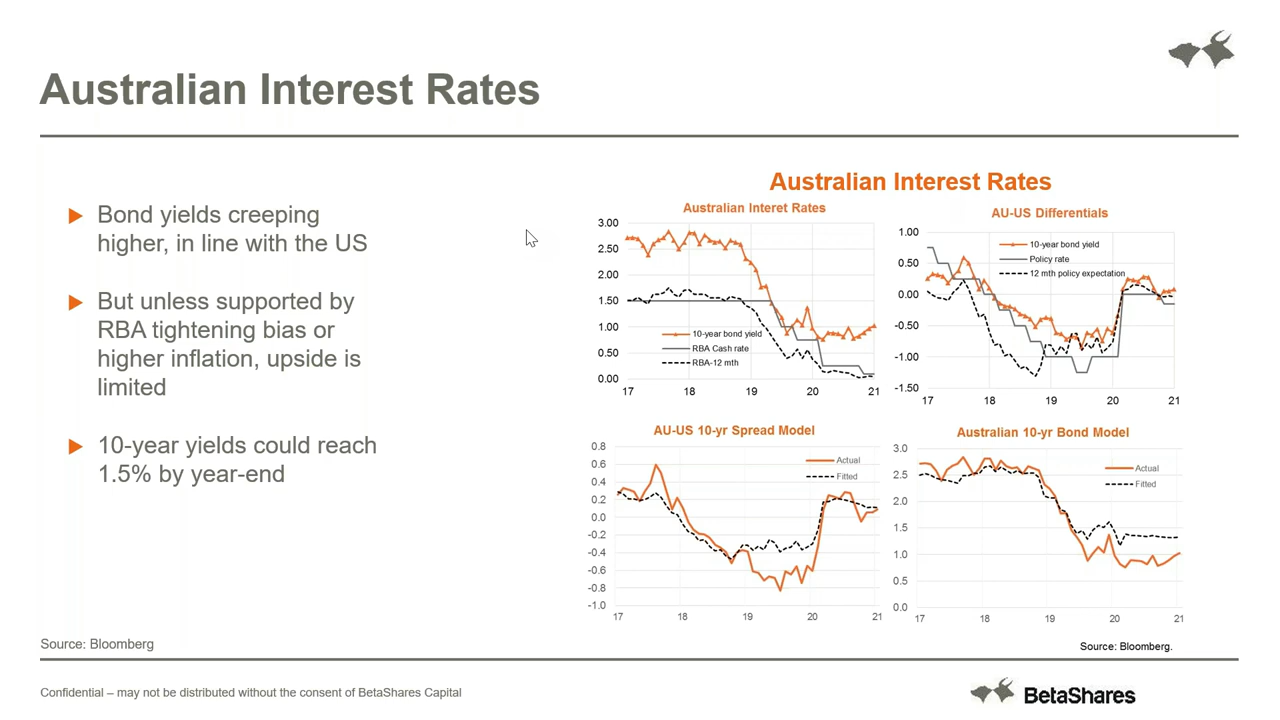 Australian Interest Rates
Bond yields creeping
higher, in line with the US
But unless supported by
RBA tightening bias or
higher inflation, upside is
limited
10-year yields could reach
1.5% by year-end
Australian Interest Rates
Australian Interet Rates
3.00
2.50
2.00
1.50
1.00
0.50
0.00
10-year bond yield
RBA Cash rate
RBA-12 mth
17 18 19 20 21
AU-US Differentials
1.00
0.50
0.00
-0.50
-1.00
-1.50
10-year bond yield
Policy rate
12 mth policy expectation
17 18 19 20 21
AU-US 10-yr Spread Model
0.8
0.6
0.4
0.2
0.0
-0.2
-0.4
-0.6
-0.8
-1.0
Actual
Fitted
17 18 19 20 21
Australian 10-yr Bond Model
3.0
2.5
2.0
1.5
1.0
0.5
0.0
Actual
Fitted
17 18 19 20 21
Source: Bloomberg
Source: Bloomberg.
Confidential – may not be distributed without the consent of BetaShares Capital
BetaShares